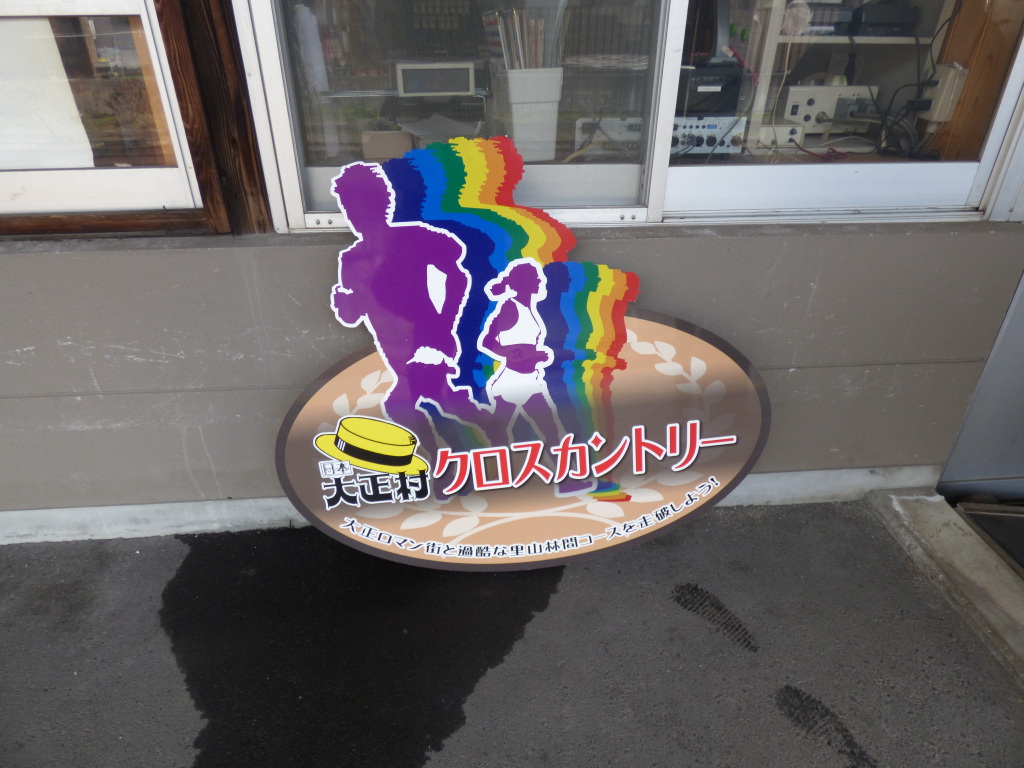 日本
大正村
クロスカントリー
大正ロマン街と過酷な里山林間コースを走破しよう!